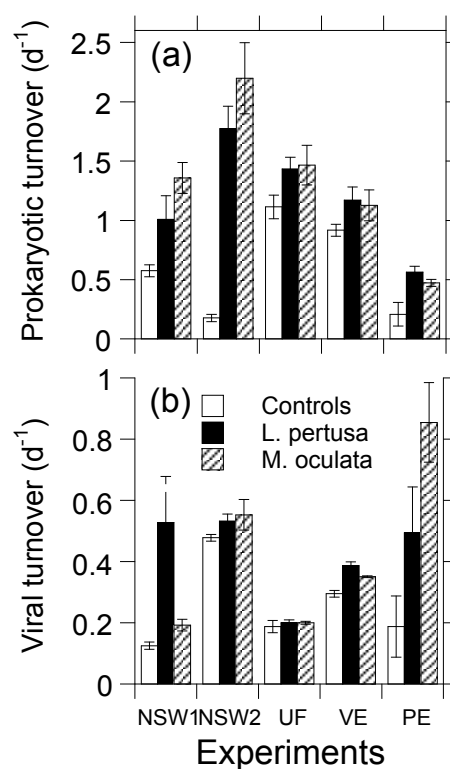 (a)
Prokaryotic turnover (d⁻¹)
2.5
2
1.5
1
0.5
0
(b)
Controls
L. pertusa
M. oculata
Viral turnover (d⁻¹)
1
0.8
0.6
0.4
0.2
0
NSW1 NSW2 UF VE PE
Experiments